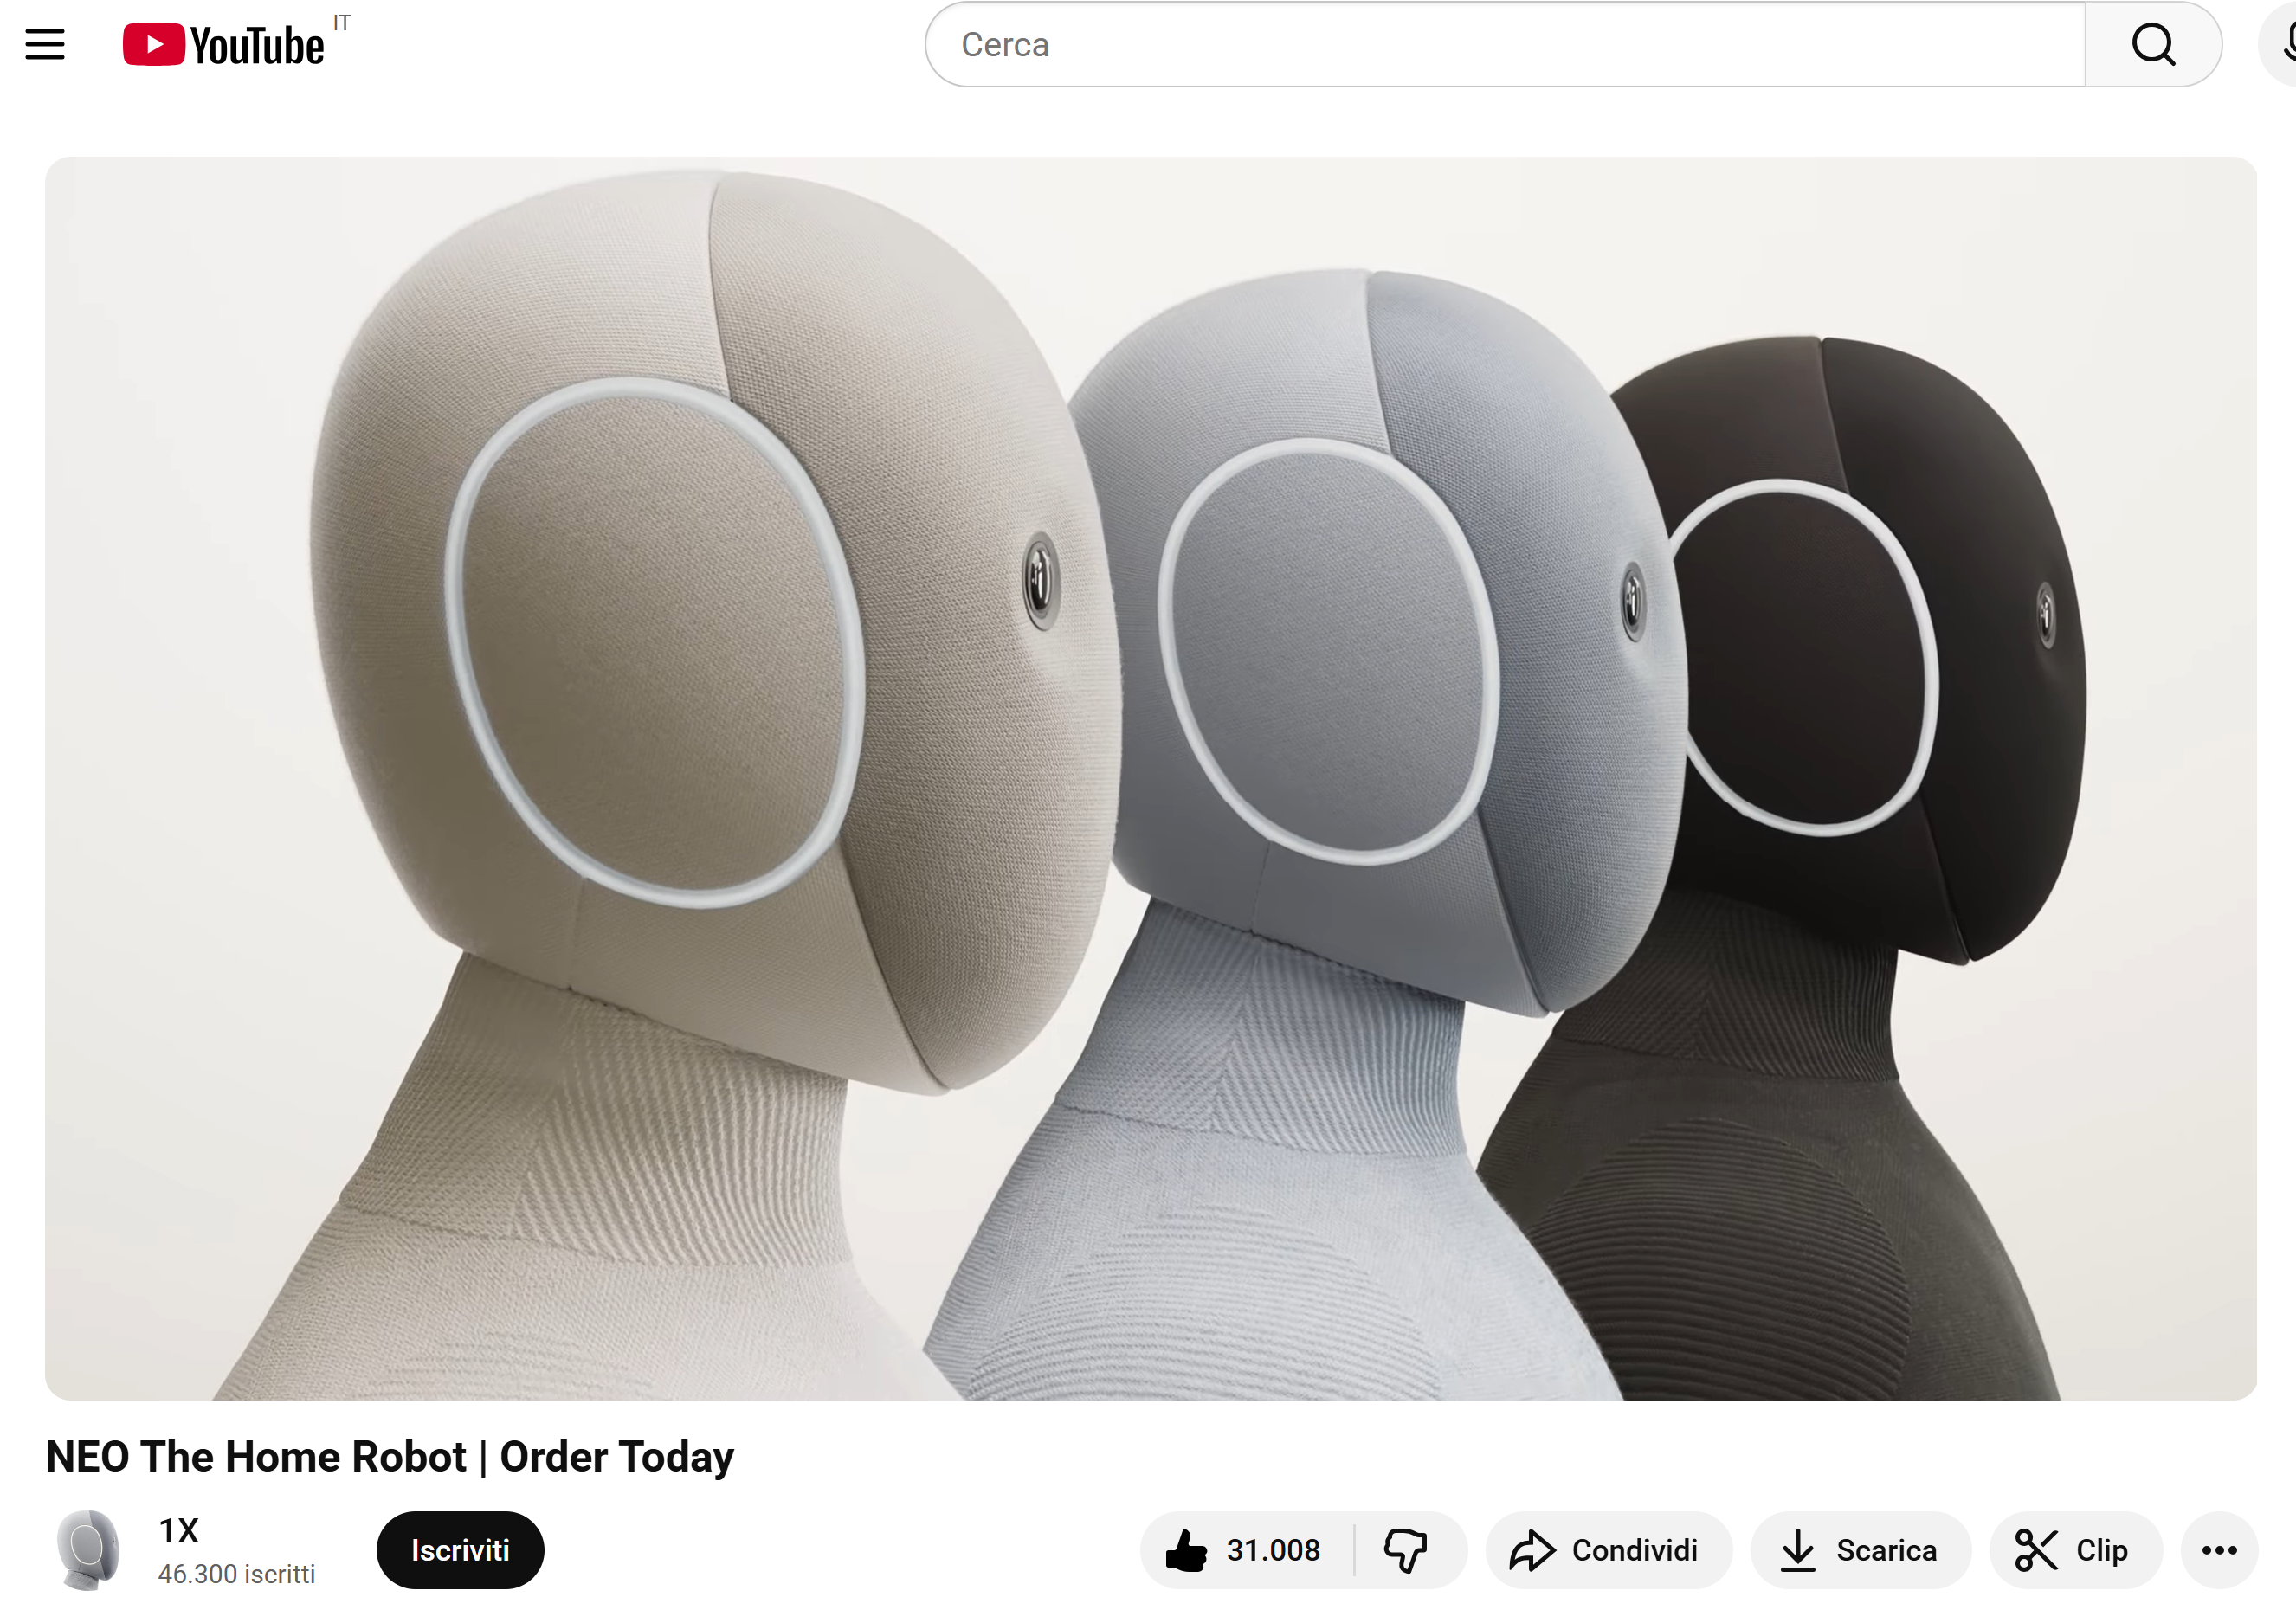 YouTube IT
Cerca
NEO The Home Robot | Order Today
1X
46.300 iscritti
Iscriviti
31.008
Condividi
Scarica
Clip